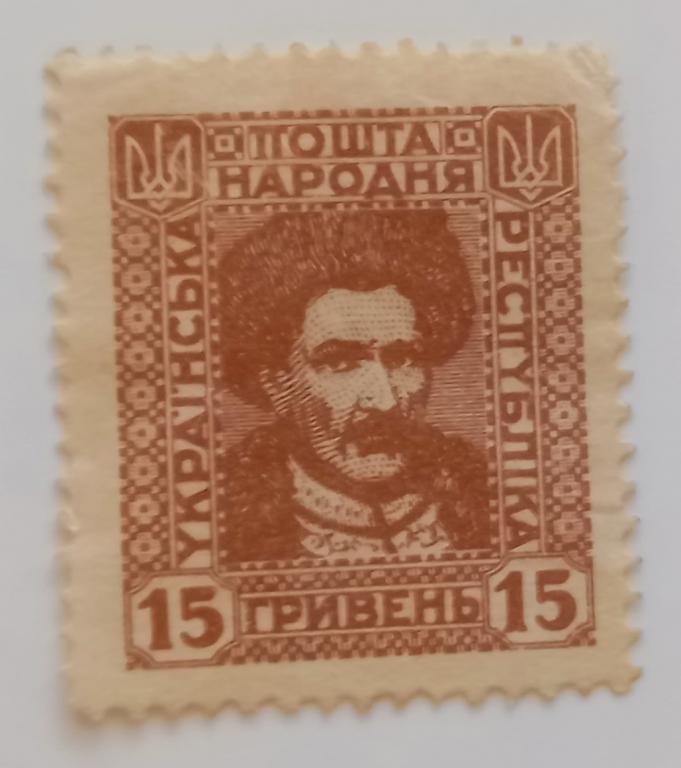 ПОШТА
НАРОДНЯ
УКРАЇНСЬКА
РЕСПУБЛІКА
15 ГРИВЕНЬ 15